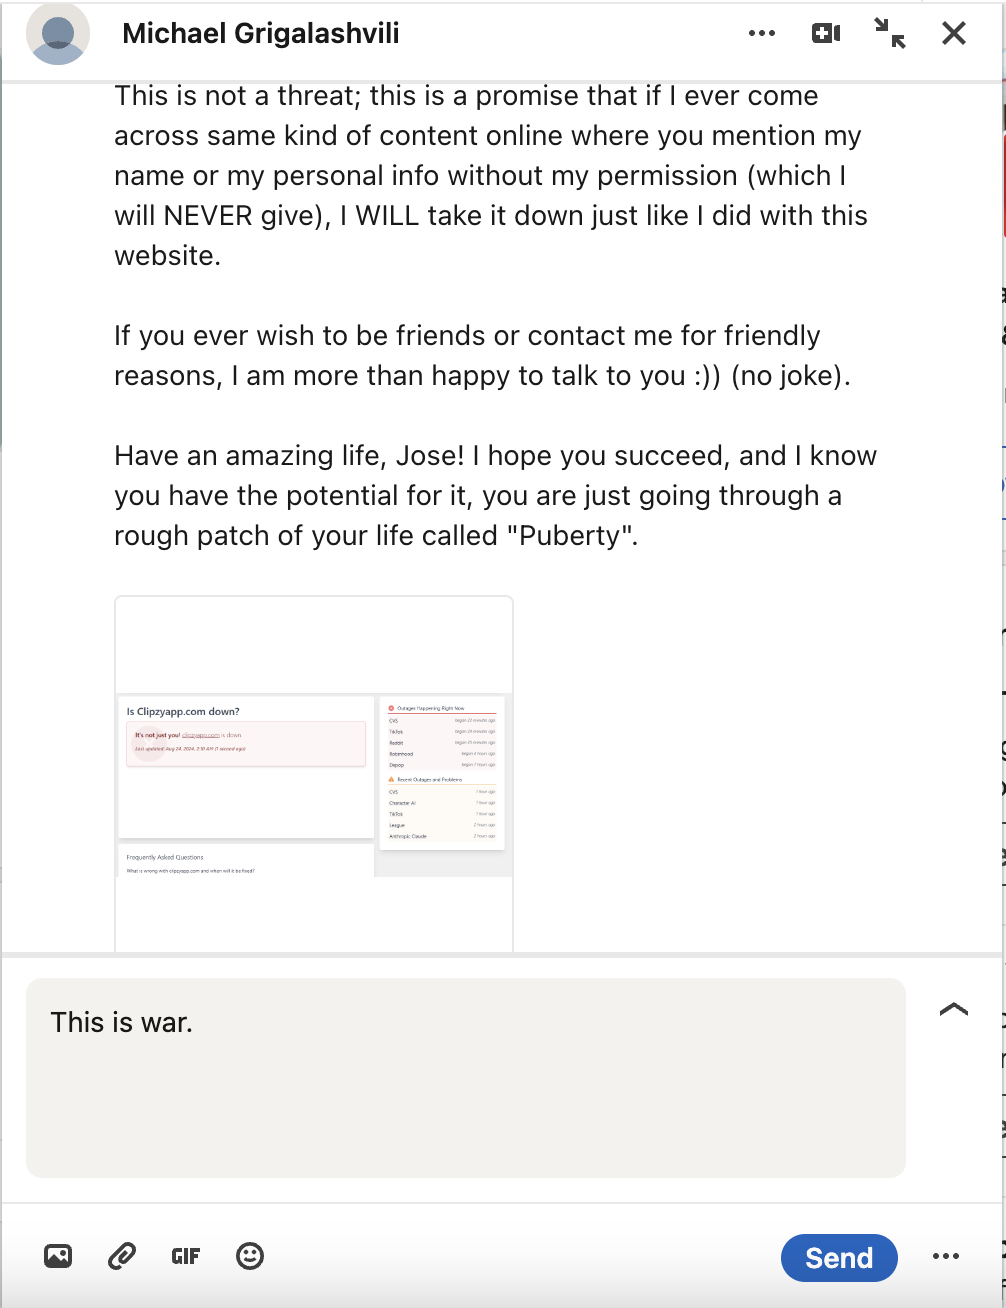 Michael Grigalashvili
This is not a threat; this is a promise that if I ever come
across same kind of content online where you mention my
name or my personal info without my permission (which I
will NEVER give), I WILL take it down just like I did with this
website.
If you ever wish to be friends or contact me for friendly
reasons, I am more than happy to talk to you :)) (no joke).
Have an amazing life, Jose! I hope you succeed, and I know
you have the potential for it, you are just going through a
rough patch of your life called "Puberty".
Is Clipzyapp.com down?
It's not just you! clipzyapp.com is down.
Last updated: Aug 24, 2024, 2:10 AM (1 second ago)
Outages Happening Right Now
CVS began 22 minutes ago
TikTok began 24 minutes ago
Reddit began 35 minutes ago
Robinhood began 6 hours ago
Depop began 7 hours ago
Recent Outages and Problems
CVS 1 hour ago
Character AI 1 hour ago
TikTok 1 hour ago
League 2 hours ago
Anthropic Claude 2 hours ago
Frequently Asked Questions
What is wrong with clipzyapp.com and when will it be fixed?
This is war.
GIF
Send